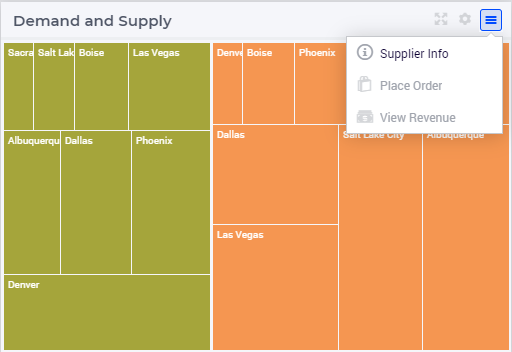 Demand and Supply
Supplier Info
Place Order
View Revenue
Sacra
Salt Lak
Boise
Las Vegas
Denve
Boise
Phoenix
Albuquerqu
Dallas
Phoenix
Dallas
Salt Lake City
Albuquerque
Las Vegas
Denver